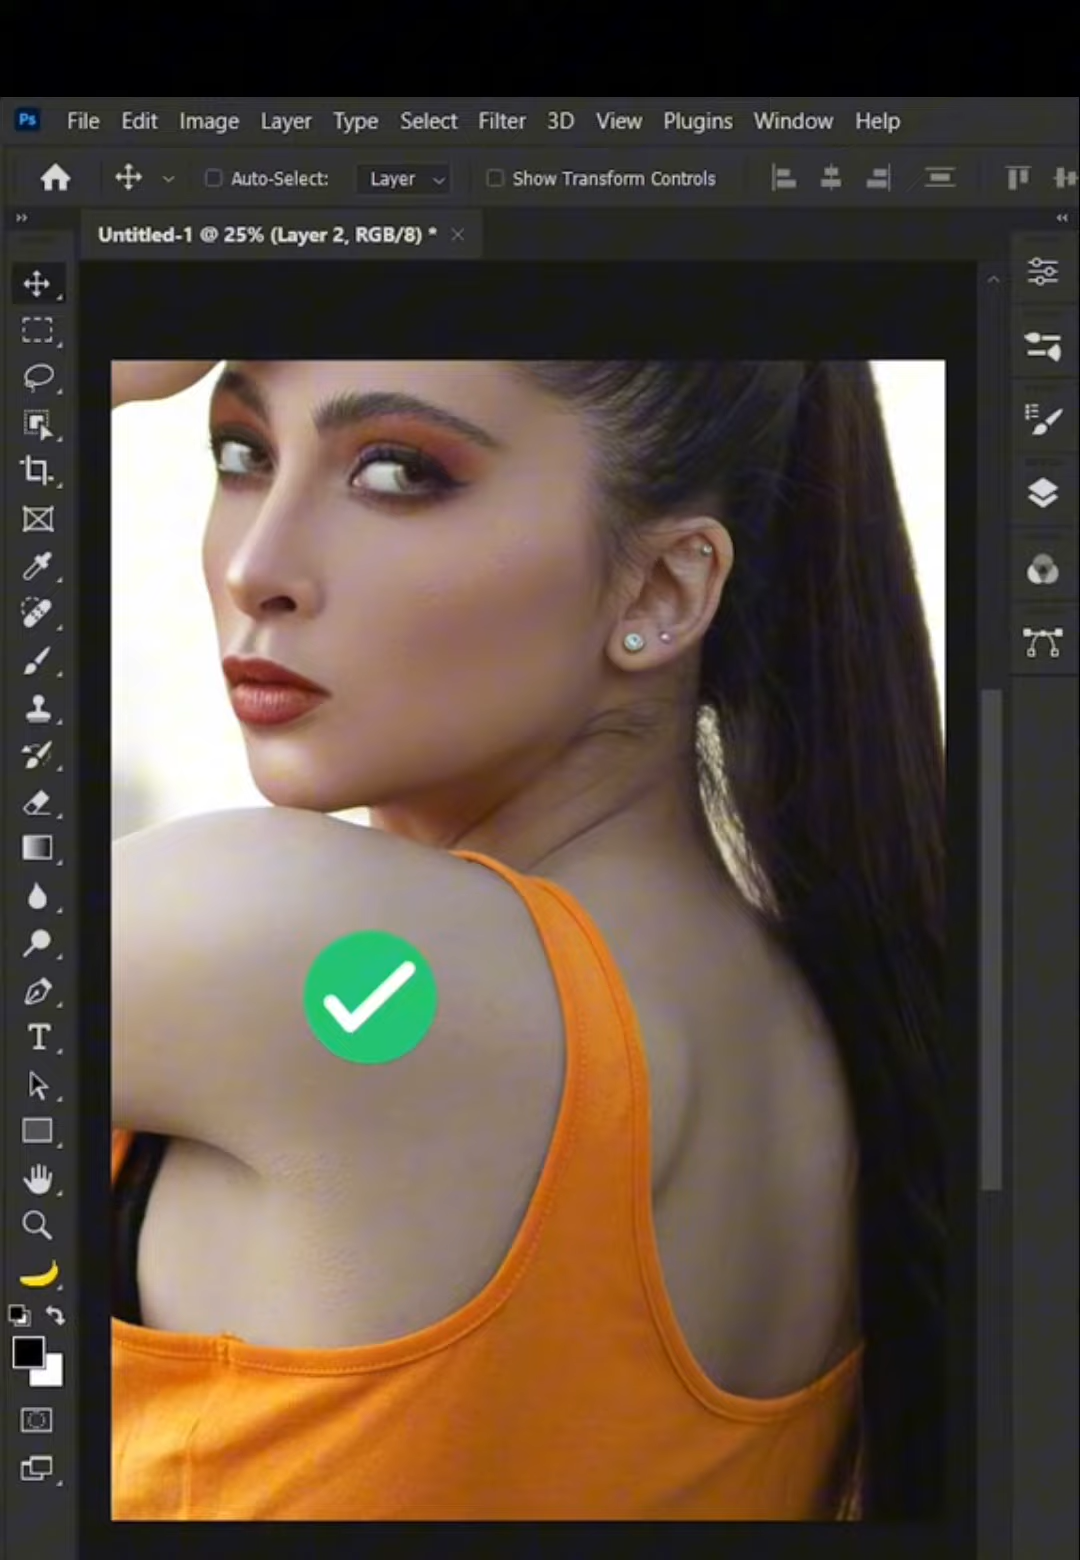 Ps File Edit Image Layer Type Select Filter 3D View Plugins Window Help
Auto-Select: Layer Show Transform Controls
Untitled-1 @ 25% (Layer 2, RGB/8) *
T